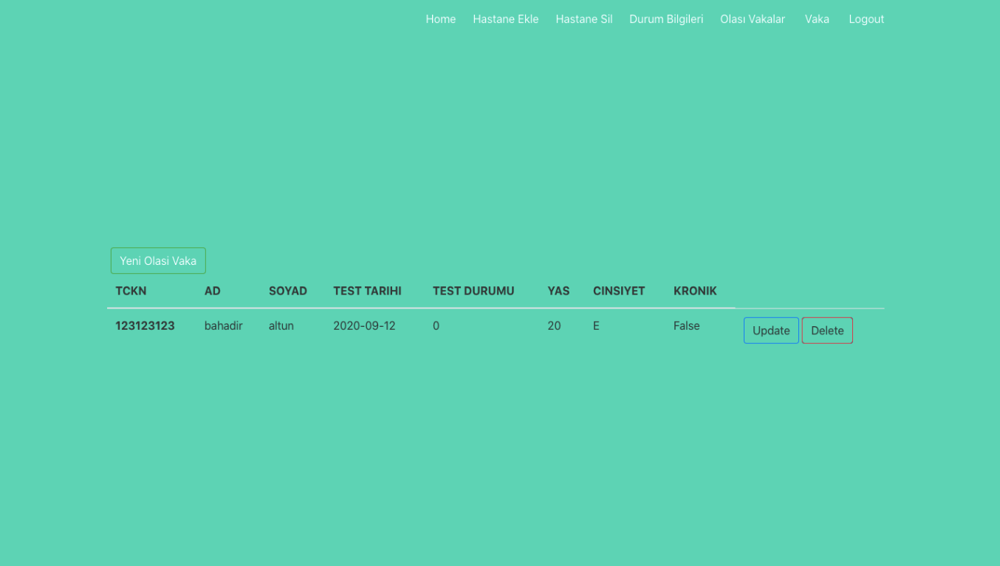 Home Hastane Ekle Hastane Sil Durum Bilgileri Olası Vakalar Vaka Logout
Yeni Olasi Vaka
TCKN AD SOYAD TEST TARIHI TEST DURUMU YAS CINSIYET KRONIK
123123123 bahadir altun 2020-09-12 0 20 E False Update Delete